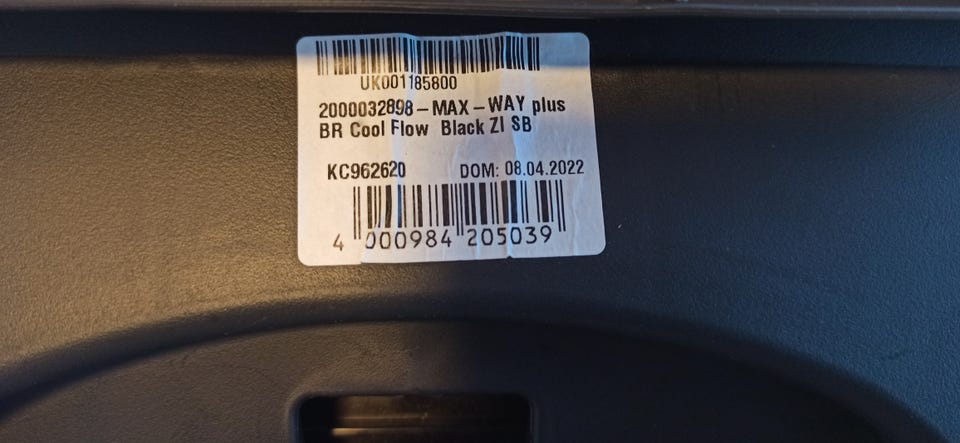 UK001185800
2000032898-MAX-WAY plus
BR Cool Flow Black ZI SB
KC962620 DOM: 08.04.2022
4 000984 205039